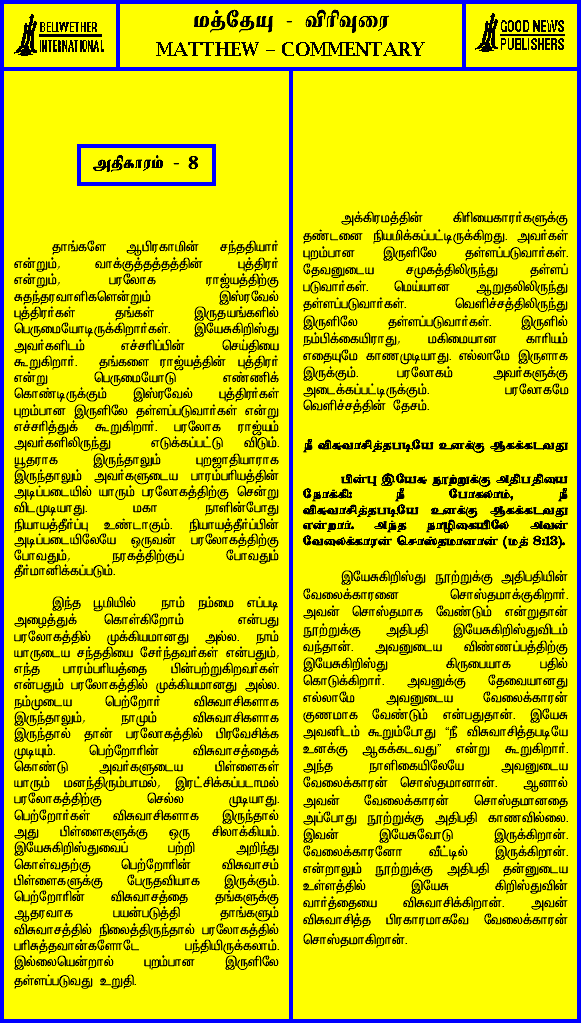 BELLWETHER
INTERNATIONAL
மத்தேயு - விரிவுரை
MATTHEW – COMMENTARY
GOOD NEWS
PUBLISHERS
அதிகாரம் - 8
தாங்களே ஆபிரகாமின் சந்ததியார்
என்றும், வாக்குத்தத்தத்தின் புத்திரர்
என்றும், பரலோக ராஜ்யத்திற்கு
சுதந்தரவாளிகளென்றும் இஸ்ரவேல்
புத்திரர்கள் தங்கள் இருதயங்களில்
பெருமையோடிருக்கிறார்கள். இயேசுகிறிஸ்து
அவர்களிடம் எச்சரிப்பின் செய்தியை
கூறுகிறார். தங்களை ராஜ்யத்தின் புத்திரர்
என்று பெருமையோடு எண்ணிக்
கொண்டிருக்கும் இஸ்ரவேல் புத்திரர்கள்
புறம்பான இருளிலே தள்ளப்படுவார்கள் என்று
எச்சரித்துக் கூறுகிறார். பரலோக ராஜ்யம்
அவர்களிலிருந்து எடுக்கப்பட்டு விடும்.
யூதராக இருந்தாலும் புறஜாதியாராக
இருந்தாலும் அவர்களுடைய பாரம்பரியத்தின்
அடிப்படையில் யாரும் பரலோகத்திற்கு சென்று
விடமுடியாது. மகா நாளின்போது
நியாயத்தீர்ப்பு உண்டாகும். நியாயத்தீர்ப்பின்
அடிப்படையிலேயே ஒருவன் பரலோகத்திற்கு
போவதும், நரகத்திற்குப் போவதும்
தீர்மானிக்கப்படும்.
இந்த பூமியில் நாம் நம்மை எப்படி
அழைத்துக் கொள்கிறோம் என்பது
பரலோகத்தில் முக்கியமானது அல்ல. நாம்
யாருடைய சந்ததியை சேர்ந்தவர்கள் என்பதும்,
எந்த பாரம்பரியத்தை பின்பற்றுகிறவர்கள்
என்பதும் பரலோகத்தில் முக்கியமானது அல்ல.
நம்முடைய பெற்றோர் விசுவாசிகளாக
இருந்தாலும், நாமும் விசுவாசிகளாக
இருந்தால் தான் பரலோகத்தில் பிரவேசிக்க
முடியும். பெற்றோரின் விசுவாசத்தைக்
கொண்டு அவர்களுடைய பிள்ளைகள்
யாரும் மனந்திரும்பாமல், இரட்சிக்கப்படாமல்
பரலோகத்திற்கு செல்ல முடியாது.
பெற்றோர்கள் விசுவாசிகளாக இருந்தால்
அது பிள்ளைகளுக்கு ஒரு சிலாக்கியம்.
இயேசுகிறிஸ்துவைப் பற்றி அறிந்து
கொள்வதற்கு பெற்றோரின் விசுவாசம்
பிள்ளைகளுக்கு பேருதவியாக இருக்கும்.
பெற்றோரின் விசுவாசத்தை தங்களுக்கு
ஆதரவாக பயன்படுத்தி தாங்களும்
விசுவாசத்தில் நிலைத்திருந்தால் பரலோகத்தில்
பரிசுத்தவான்களோடே பந்தியிருக்கலாம்.
இல்லையென்றால் புறம்பான இருளிலே
தள்ளப்படுவது உறுதி.
அக்கிரமத்தின் கிரியைகாரர்களுக்கு
தண்டனை நியமிக்கப்பட்டிருக்கிறது. அவர்கள்
புறம்பான இருளிலே தள்ளப்படுவார்கள்.
தேவனுடைய சமுகத்திலிருந்து தள்ளப்
படுவார்கள். மெய்யான ஆறுதலிலிருந்து
தள்ளப்படுவார்கள். வெளிச்சத்திலிருந்து
இருளிலே தள்ளப்படுவார்கள். இருளில்
நம்பிக்கையிராது, மகிமையான காரியம்
எதையுமே காணமுடியாது. எல்லாமே இருளாக
இருக்கும். பரலோகம் அவர்களுக்கு
அடைக்கப்பட்டிருக்கும். பரலோகமே
வெளிச்சத்தின் தேசம்.
நீ விசுவாசித்தபடியே உனக்கு ஆகக்கடவது
பின்பு இயேசு நூற்றுக்கு அதிபதியை
நோக்கி: நீ போகலாம், நீ
விசுவாசித்தபடியே உனக்கு ஆகக்கடவது
என்றார். அந்த நாழிகையிலே அவன்
வேலைக்காரன் சொஸ்தமானான் (மத் 8:13).
இயேசுகிறிஸ்து நூற்றுக்கு அதிபதியின்
வேலைக்காரனை சொஸ்தமாக்குகிறார்.
அவன் சொஸ்தமாக வேண்டும் என்றுதான்
நூற்றுக்கு அதிபதி இயேசுகிறிஸ்துவிடம்
வந்தான். அவனுடைய விண்ணப்பத்திற்கு
இயேசுகிறிஸ்து கிருபையாக பதில்
கொடுக்கிறார். அவனுக்கு தேவையானது
எல்லாமே அவனுடைய வேலைக்காரன்
குணமாக வேண்டும் என்பதுதான். இயேசு
அவனிடம் கூறும்போது “நீ விசுவாசித்தபடியே
உனக்கு ஆகக்கடவது” என்று கூறுகிறார்.
அந்த நாளிகையிலேயே அவனுடைய
வேலைக்காரன் சொஸ்தமானான். ஆனால்
அவன் வேலைக்காரன் சொஸ்தமானதை
அப்போது நூற்றுக்கு அதிபதி காணவில்லை.
இவன் இயேசுவோடு இருக்கிறான்.
வேலைக்காரனோ வீட்டில் இருக்கிறான்.
என்றாலும் நூற்றுக்கு அதிபதி தன்னுடைய
உள்ளத்தில் இயேசு கிறிஸ்துவின்
வார்த்தையை விசுவாசிக்கிறான். அவன்
விசுவாசித்த பிரகாரமாகவே வேலைக்காரன்
சொஸ்தமாகிறான்.